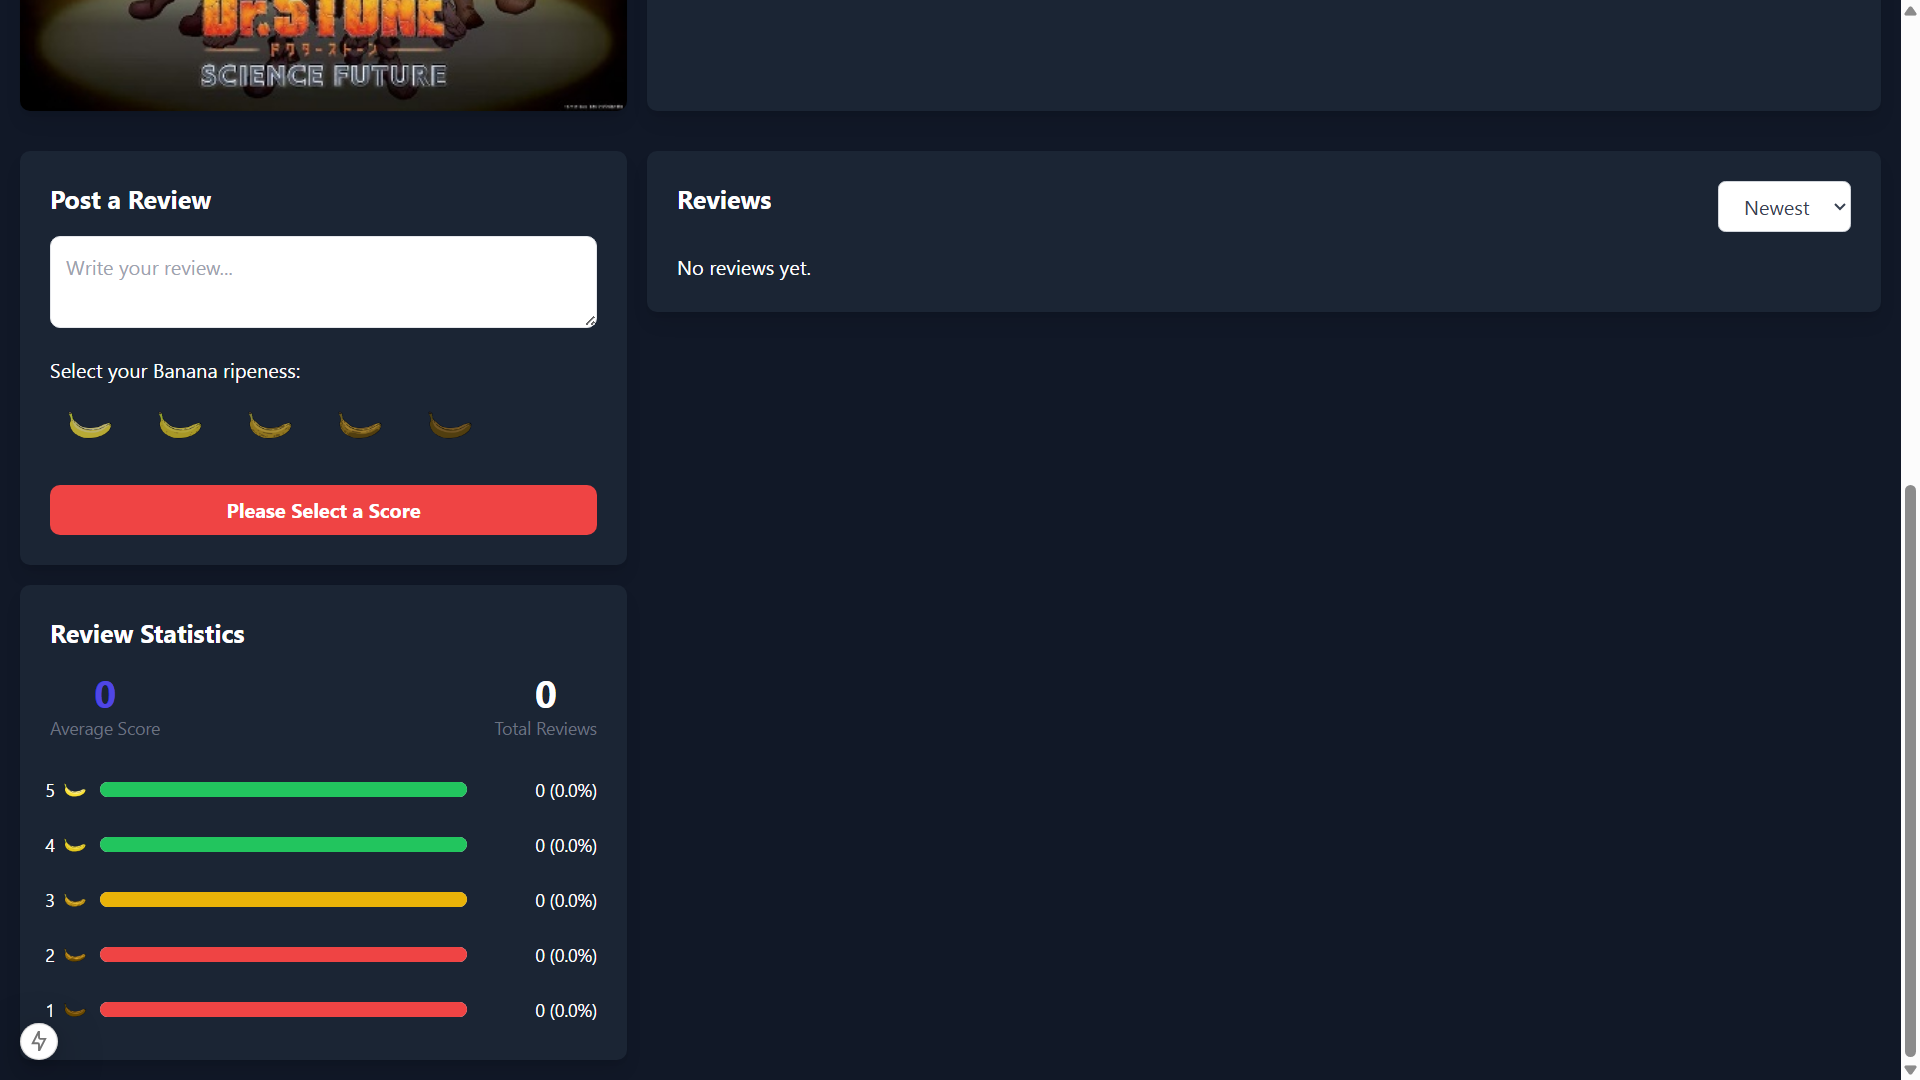 Dr.STONE
ドクターストーン
SCIENCE FUTURE
Post a Review
Write your review...
Select your Banana ripeness:
Please Select a Score
Reviews
Newest
No reviews yet.
Review Statistics
0
Average Score
0
Total Reviews
5 0 (0.0%)
4 0 (0.0%)
3 0 (0.0%)
2 0 (0.0%)
1 0 (0.0%)